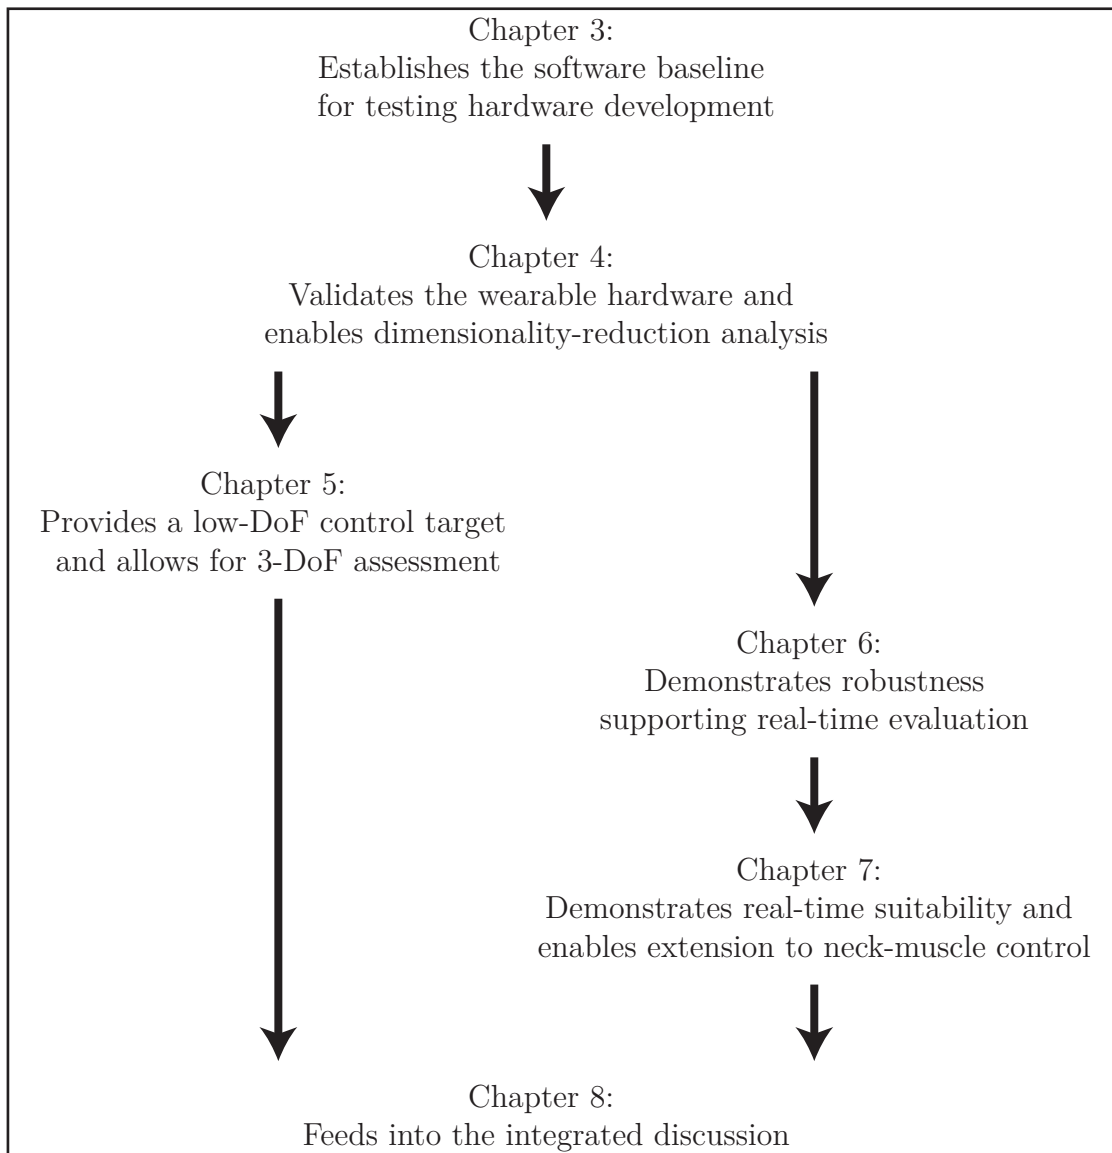 Chapter 3:
Establishes the software baseline
for testing hardware development
Chapter 4:
Validates the wearable hardware and
enables dimensionality-reduction analysis
Chapter 5:
Provides a low-DoF control target
and allows for 3-DoF assessment
Chapter 6:
Demonstrates robustness
supporting real-time evaluation
Chapter 7:
Demonstrates real-time suitability and
enables extension to neck-muscle control
Chapter 8:
Feeds into the integrated discussion